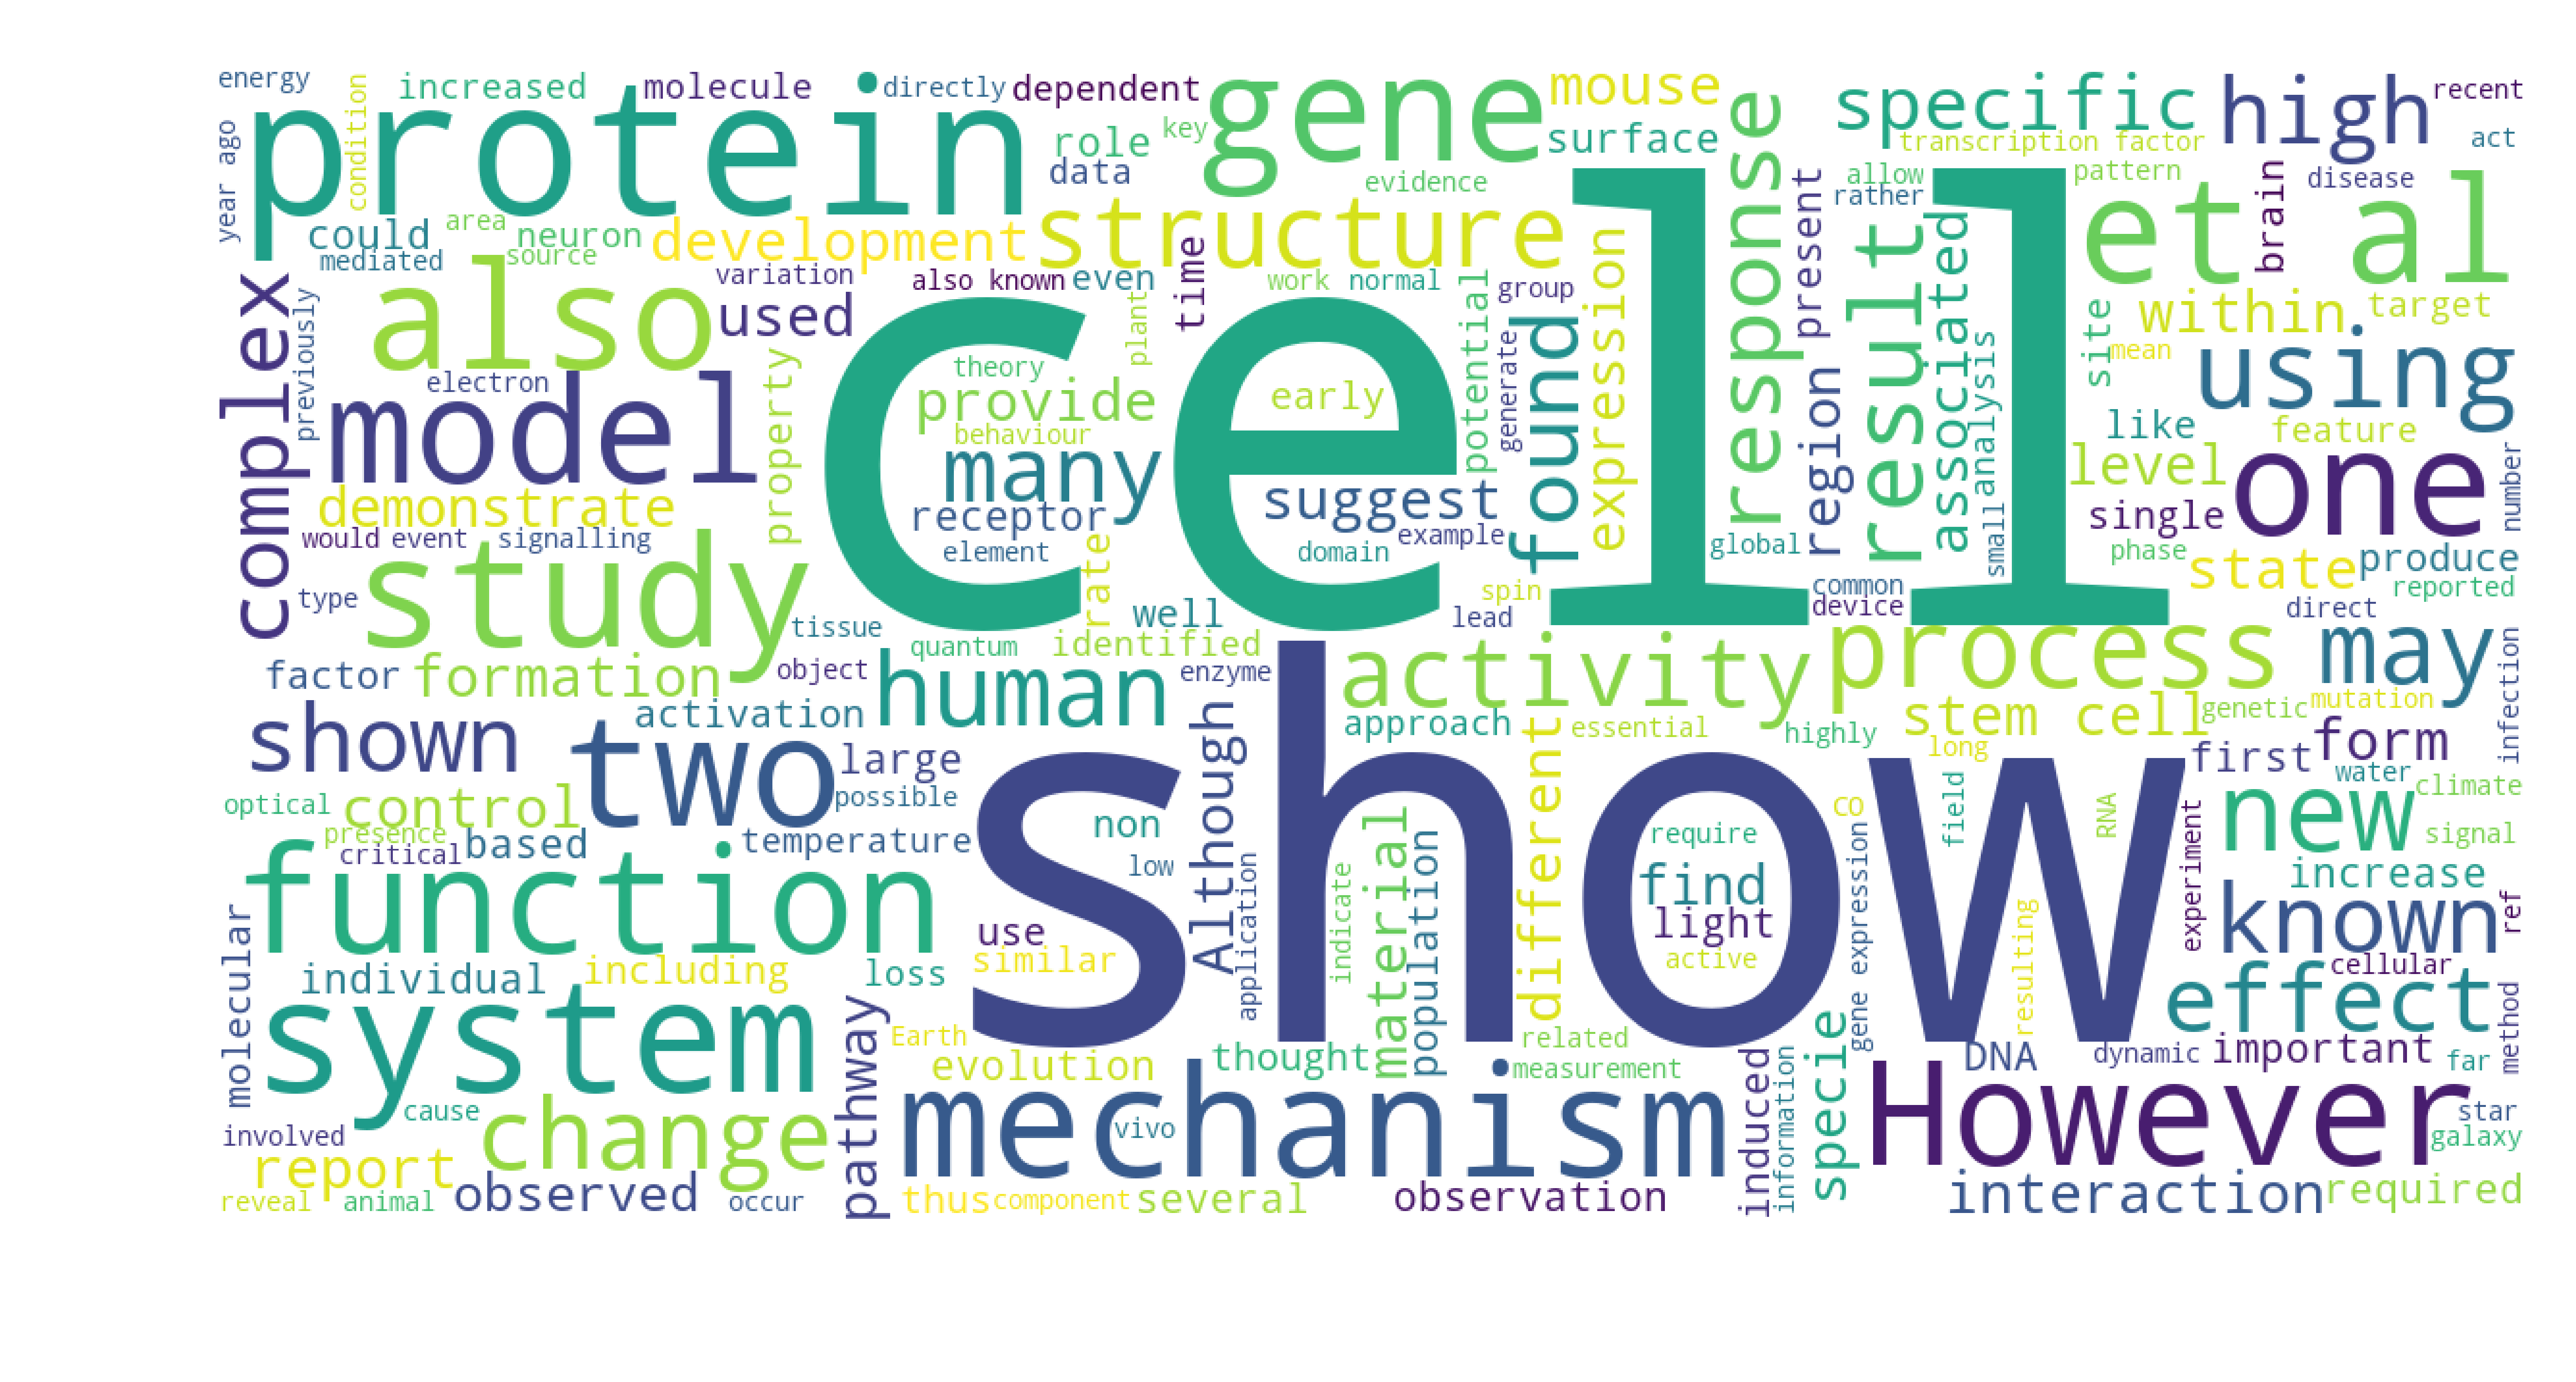 energy
condition
increased
molecule
directly
dependent
gene
mouse
specific
high
recent
year ago
protein
role
key
surface
response
transcription factor
act
data
evidence
present
allow
pattern
brain
disease
rather
et al
could
area
neuron
development
structure
mediated
source
time
expression
result
associated
complex
previously
also
variation
used
also known
even
work
normal
potential
group
site
within
target
plant
generate
found
mean
using
electron
model
property
theory
provide
early
cell
region
analysis
like
feature
behaviour
many
level
one
number
demonstrate
receptor
suggest
example
single
would
event
signalling
element
domain
global
small
phase
produce
study
rate
state
reported
type
tissue
well
lead
spin
common
device
direct
factor
formation
object
quantum
identified
human
enzyme
activity
process
may
infection
shown
two
activation
large
Although
approach
different
essential
highly
stem cell
genetic
mutation
long
first
form
optical
control
possible
presence
critical
based
temperature
non
low
show
material
population
require
find
CO
field
RNA
water
climate
new
signal
function
light
gene expression
experiment
increase
molecular
individual
including
loss
use
similar
application
indicate
active
resulting
known
ref
cellular
system
pathway
Earth
evolution
thought
related
measurement
specie
effect
DNA
dynamic
important
far
method
cause
change
mechanism
vivo
induced
information
However
star
galaxy
involved
report
reveal
animal
observed
occur
thus
component
several
observation
interaction
required